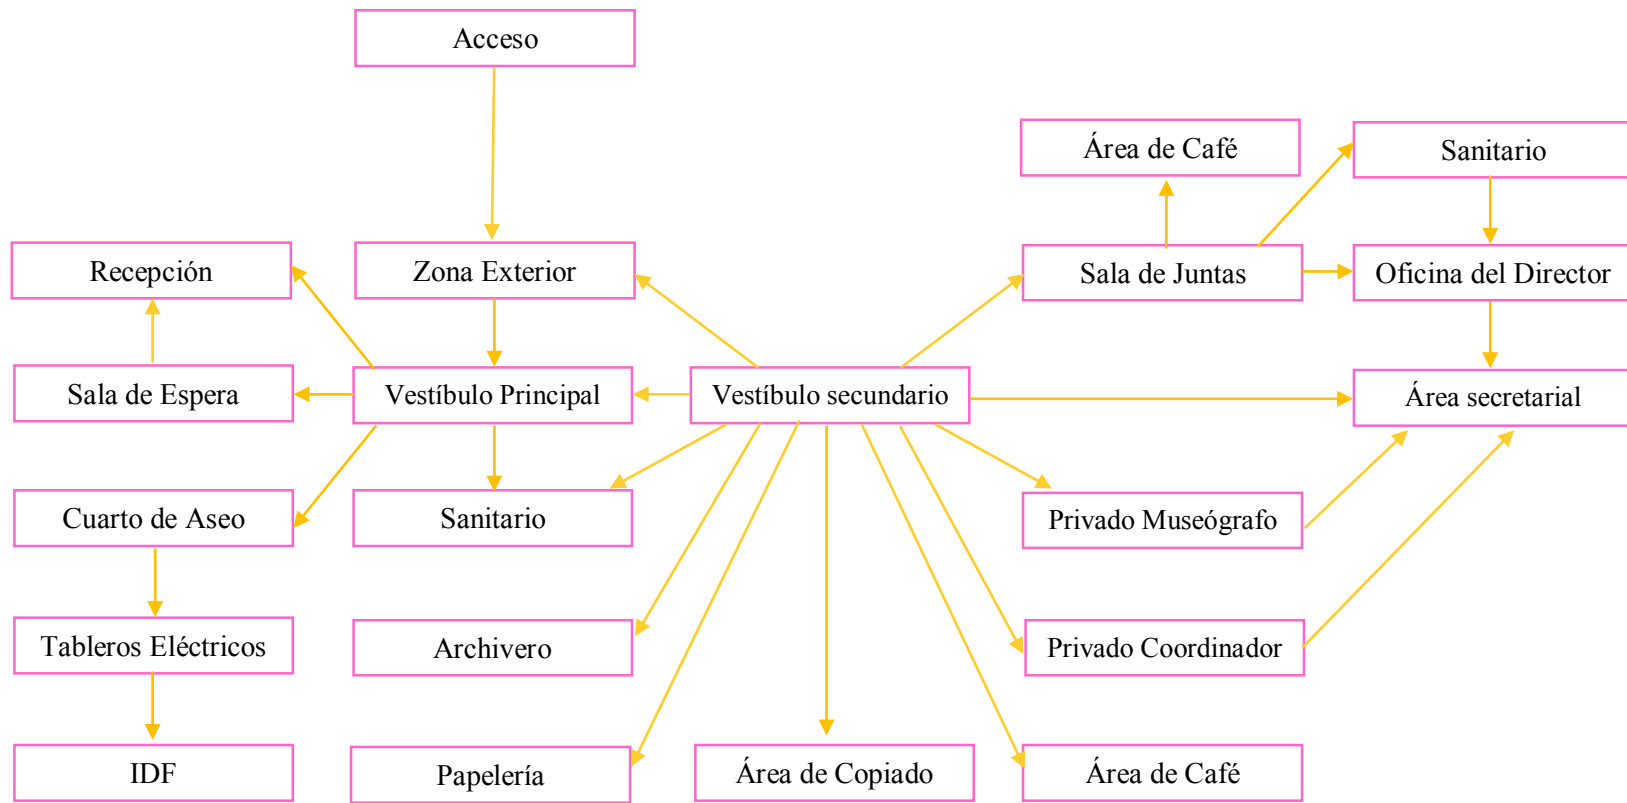 Acceso
Área de Café
Sanitario
Recepción
Zona Exterior
Sala de Juntas
Oficina del Director
Sala de Espera
Vestíbulo Principal
Vestíbulo secundario
Área secretarial
Cuarto de Aseo
Sanitario
Privado Museógrafo
Tableros Eléctricos
Archivero
Privado Coordinador
IDF
Papelería
Área de Copiado
Área de Café